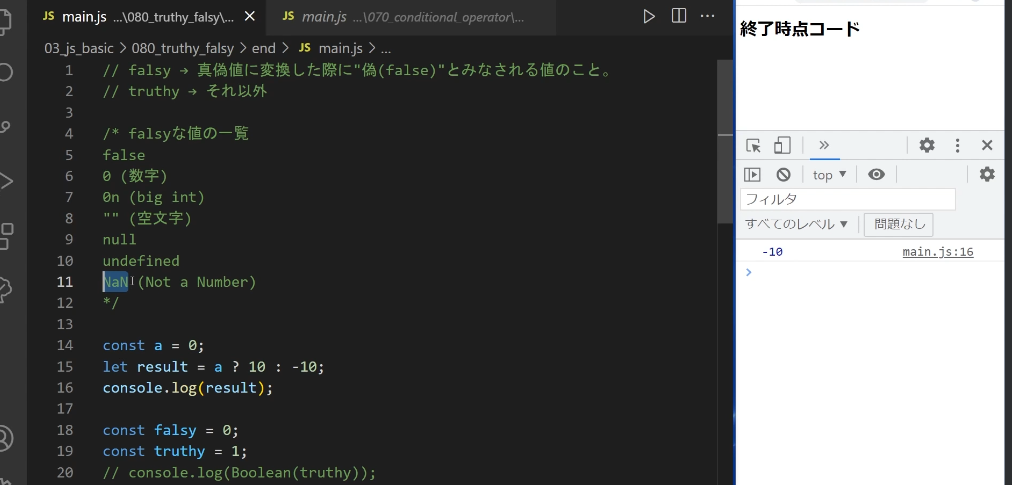 JS main.js ...\080_truthy_falsy\... ×
JS main.js ...\070_conditional_operator\...
03_js_basic > 080_truthy_falsy > end > JS main.js > ...
1 // falsy → 真偽値に変換した際に"偽(false)"とみなされる値のこと。
2 // truthy → それ以外
3
4 /* falsyな値の一覧
5 false
6 0 (数字)
7 0n (big int)
8 "" (空文字)
9 null
10 undefined
11 NaN (Not a Number)
12 */
13
14 const a = 0;
15 let result = a ? 10 : -10;
16 console.log(result);
17
18 const falsy = 0;
19 const truthy = 1;
20 // console.log(Boolean(truthy));
終了時点コード
top
フィルタ
すべてのレベル
問題なし
-10 main.js:16